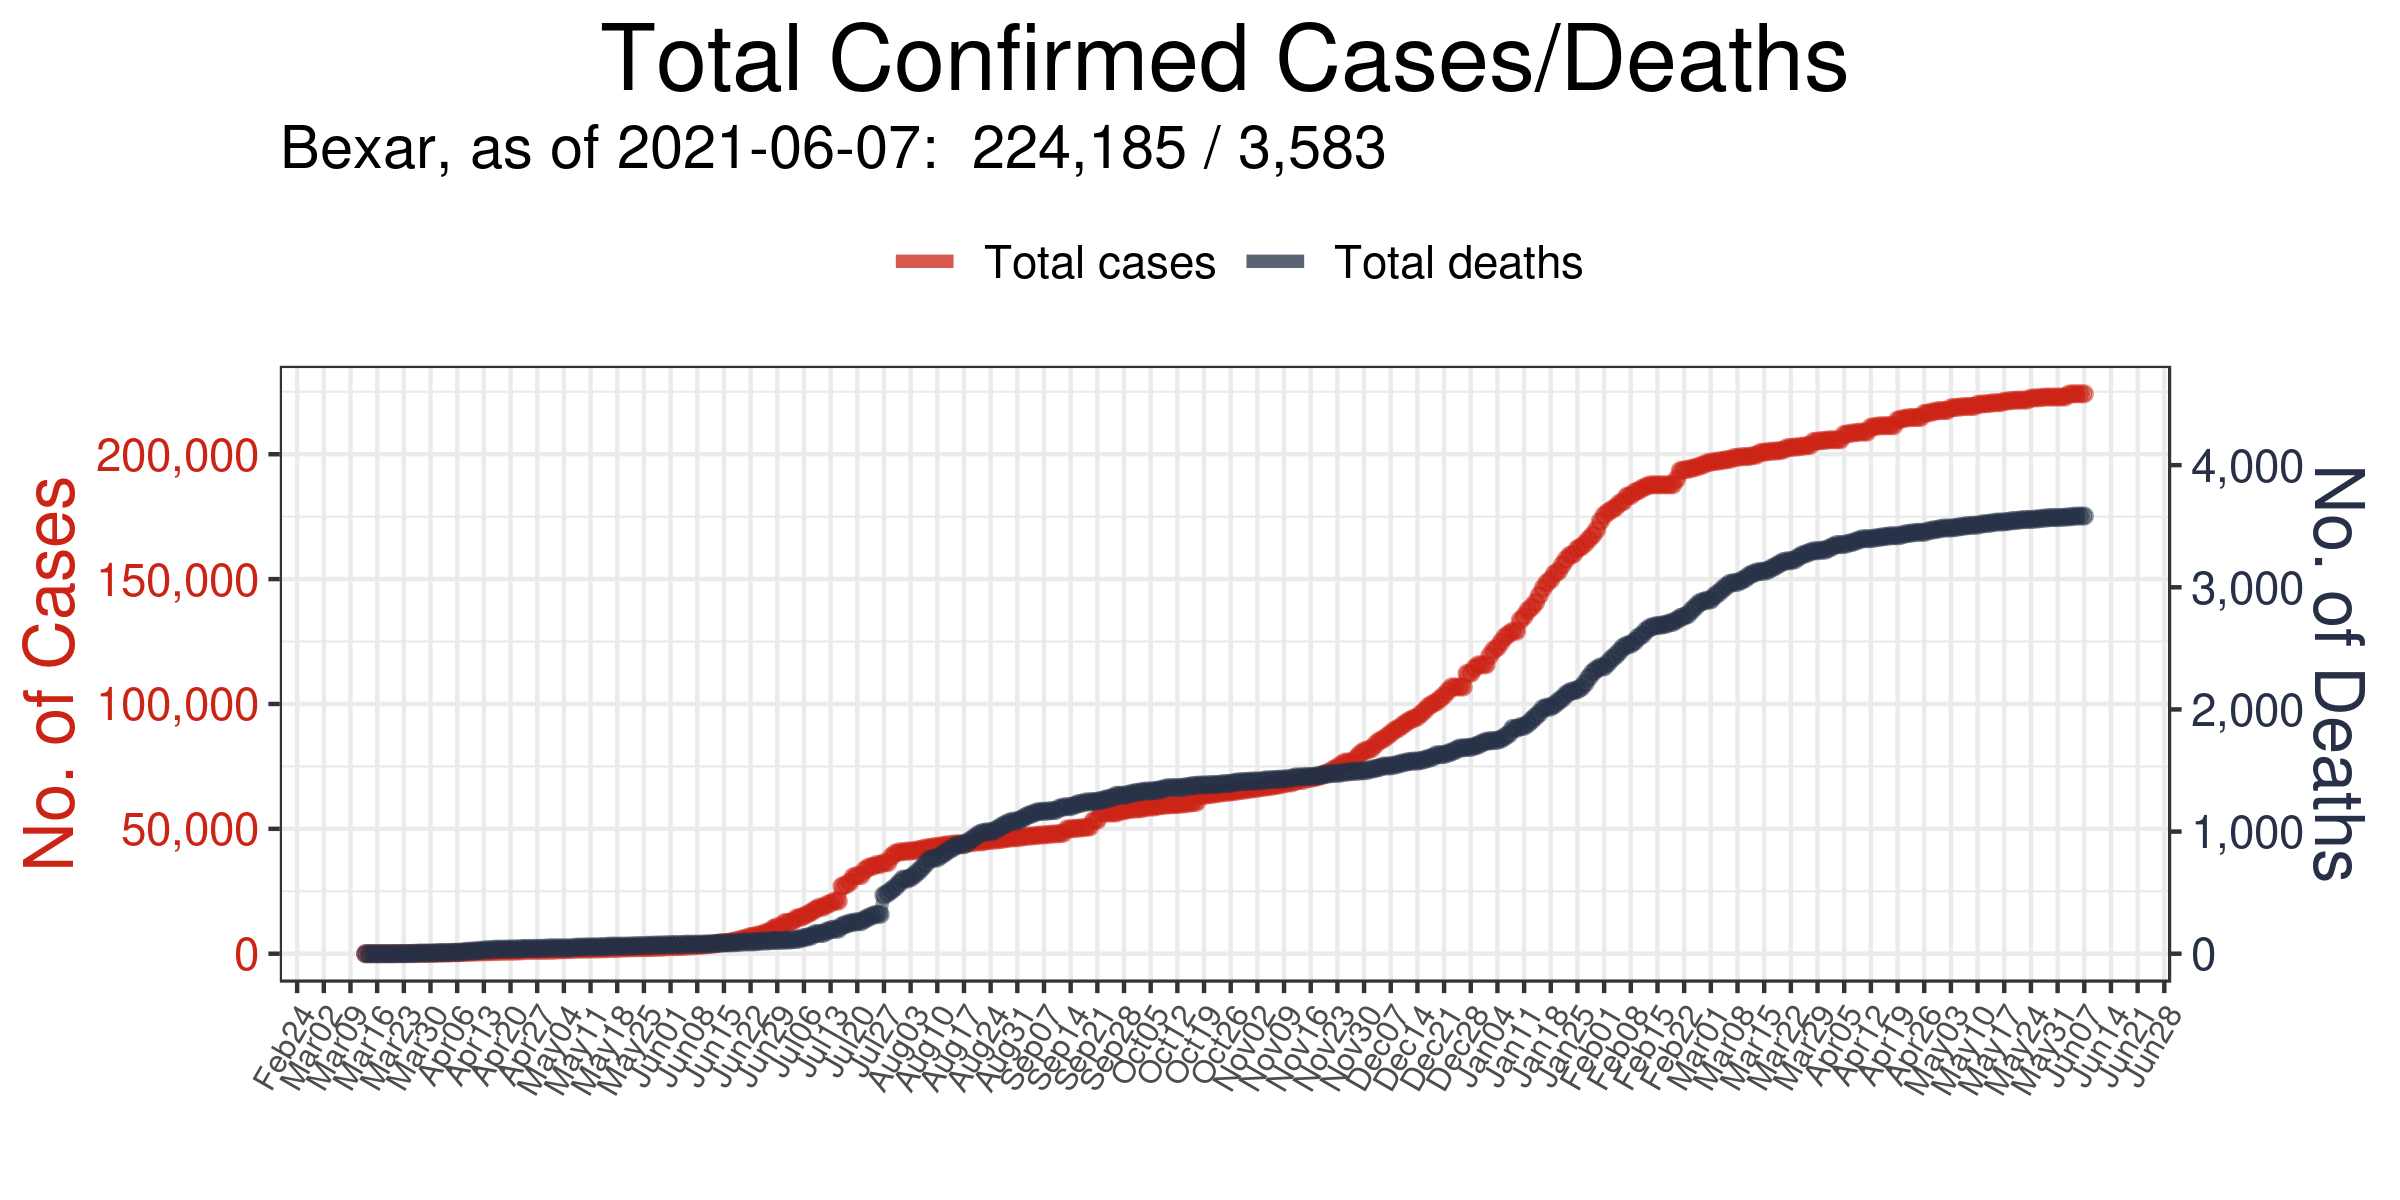 Total Confirmed Cases/Deaths
Bexar, as of 2021-06-07:  224,185 / 3,583
Total cases
Total deaths
No. of Cases
200,000
150,000
100,000
50,000
0
4,000
3,000
2,000
1,000
0
No. of Deaths
Feb24
Mar02
Mar09
Mar16
Mar23
Mar30
Apr06
Apr13
Apr20
Apr27
May04
May11
May18
May25
Jun01
Jun08
Jun15
Jun22
Jun29
Jul06
Jul13
Jul20
Jul27
Aug03
Aug10
Aug17
Aug24
Aug31
Sep07
Sep14
Sep21
Sep28
Oct05
Oct12
Oct19
Oct26
Nov02
Nov09
Nov16
Nov23
Nov30
Dec07
Dec14
Dec21
Dec28
Jan04
Jan11
Jan18
Jan25
Feb01
Feb08
Feb15
Feb22
Mar01
Mar08
Mar15
Mar22
Mar29
Apr05
Apr12
Apr19
Apr26
May03
May10
May17
May24
May31
Jun07
Jun14
Jun21
Jun28